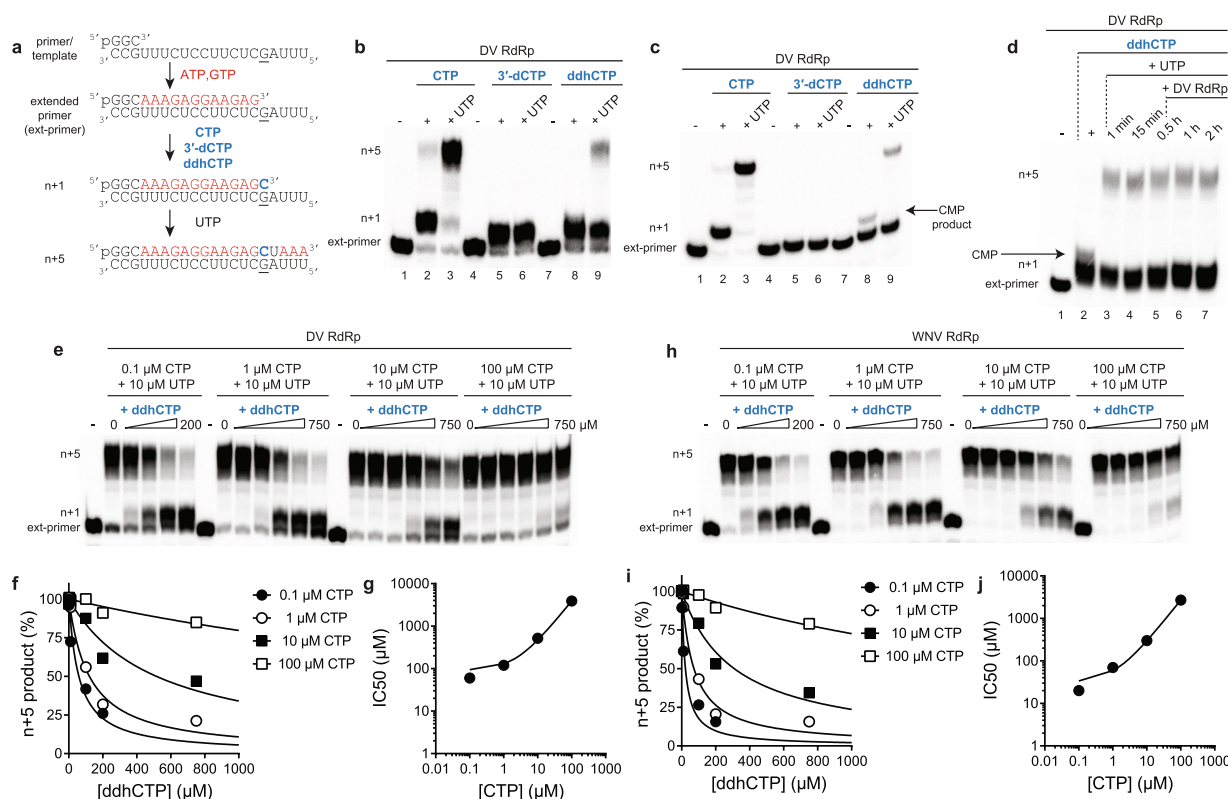 a
5' pGGC 3'
primer/
template
3' CCGUUUCUCCUUCUCGAUUU 5'
ATP,GTP
extended
primer
(ext-primer)
5' pGGCAAAGAGGAAGAG 3'
3' CCGUUUCUCCUUCUCGAUUU 5'
CTP
3'-dCTP
ddhCTP
n+1
5' pGGCAAAGAGGAAGAGC 3'
3' CCGUUUCUCCUUCUCGAUUU 5'
UTP
n+5
5' pGGCAAAGAGGAAGAGCUAAA 3'
3' CCGUUUCUCCUUCUCGAUUU 5'
b
DV RdRp
CTP 3'-dCTP ddhCTP
+ UTP + UTP + UTP
- + + - + + - + +
n+5
n+1
ext-primer
1 2 3 4 5 6 7 8 9
c
DV RdRp
CTP 3'-dCTP ddhCTP
+ UTP + UTP + UTP
- + + - + + - + +
n+5
n+1
CMP
product
ext-primer
1 2 3 4 5 6 7 8 9
d
DV RdRp
ddhCTP
+ UTP
+ DV RdRp
- + 1 min 15 min 0.5 h 1 h 2 h
n+5
CMP
n+1
ext-primer
1 2 3 4 5 6 7
e
DV RdRp
0.1 µM CTP 1 µM CTP 10 µM CTP 100 µM CTP
+ 10 µM UTP + 10 µM UTP + 10 µM UTP + 10 µM UTP
+ ddhCTP + ddhCTP + ddhCTP + ddhCTP
- 0 200 - 0 750 - 0 750 0 750 µM
n+5
n+1
ext-primer
h
WNV RdRp
0.1 µM CTP 1 µM CTP 10 µM CTP 100 µM CTP
+ 10 µM UTP + 10 µM UTP + 10 µM UTP + 10 µM UTP
+ ddhCTP + ddhCTP + ddhCTP + ddhCTP
- 0 200 - 0 750 - 0 750 - 0 750 µM
n+5
n+1
ext-primer
f
n+5 product (%)
100
75
50
25
0
0 200 400 600 800 1000
[ddhCTP] (µM)
0.1 µM CTP
1 µM CTP
10 µM CTP
100 µM CTP
g
IC50 (µM)
10000
1000
100
10
1
0.01 0.1 1 10 100
[CTP] (µM)
i
n+5 product (%)
100
75
50
25
0
0 200 400 600 800 1000
[ddhCTP] (µM)
0.1 µM CTP
1 µM CTP
10 µM CTP
100 µM CTP
j
IC50 (µM)
10000
1000
100
10
1
0.01 0.1 1 10 100
[CTP] (µM)